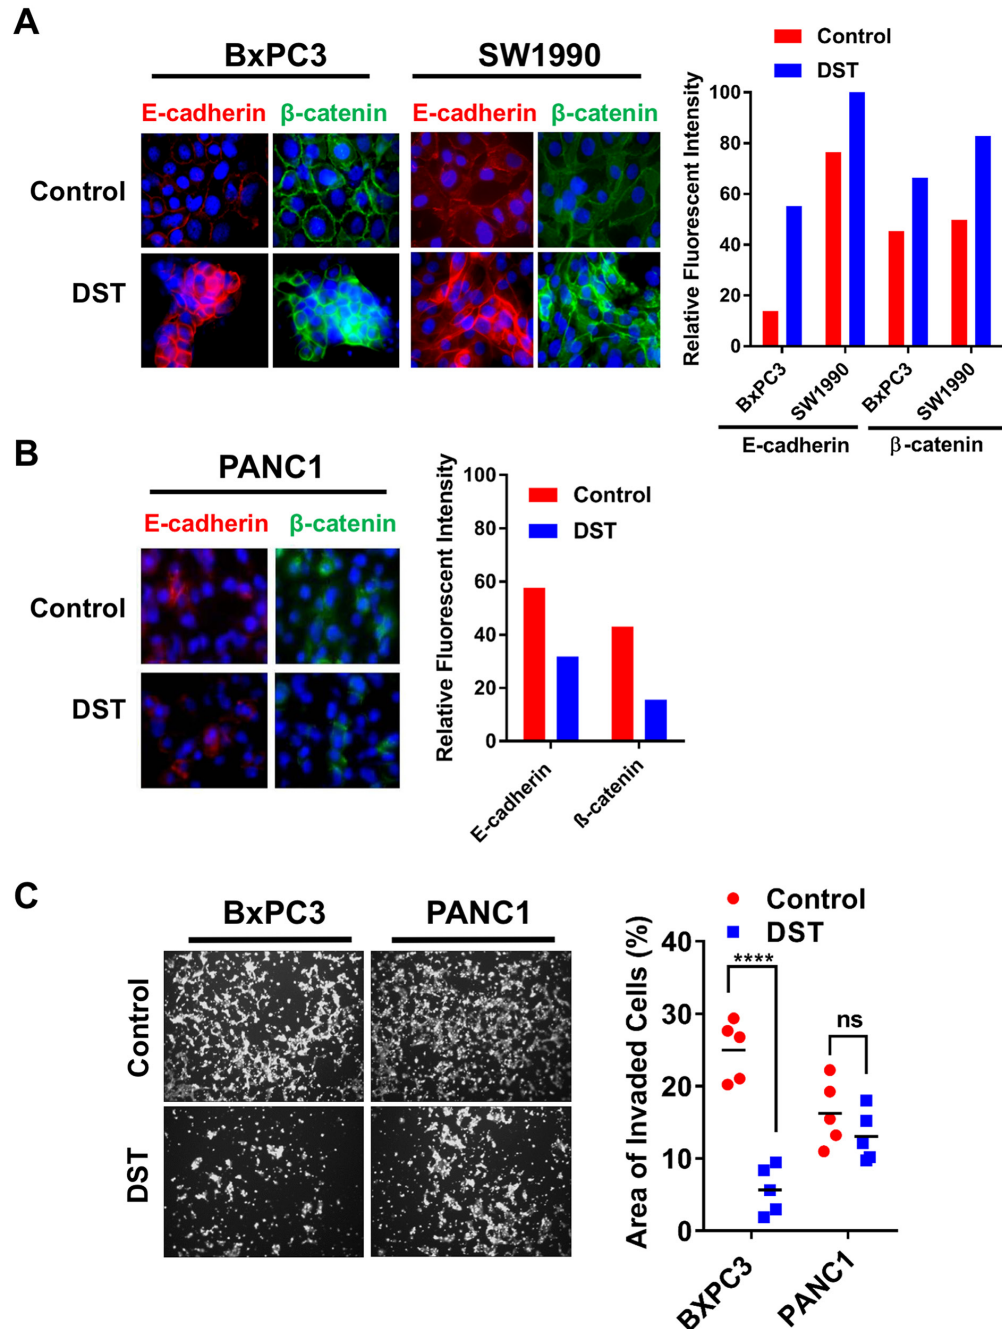 A
BxPC3 SW1990
E-cadherin β-catenin E-cadherin β-catenin
Control
DST
Control
DST
Relative Fluorescent Intensity
100
80
60
40
20
0
BxPC3 SW1990 BxPC3 SW1990
E-cadherin β-catenin
B
PANC1
E-cadherin β-catenin
Control
DST
Control
DST
Relative Fluorescent Intensity
100
80
60
40
20
0
E-cadherin ß-catenin
C
BxPC3 PANC1
Control
DST
Control
DST
Area of Invaded Cells (%)
40
30
20
10
0
****
ns
BXPC3 PANC1